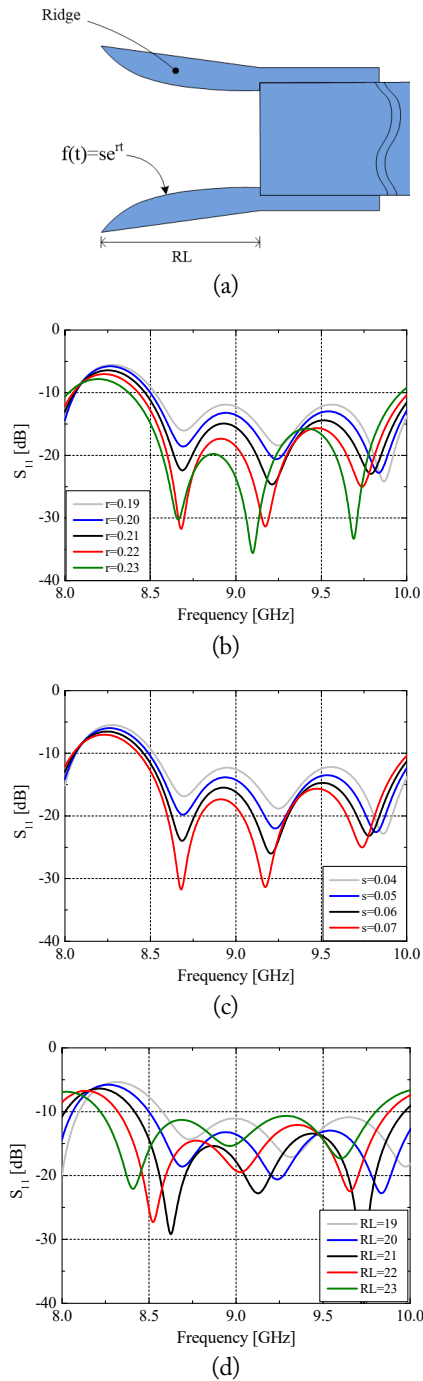 Ridge
f(t)=se^rt
RL
(a)
0
-10
-20
-30
-40
S11 [dB]
r=0.19
r=0.20
r=0.21
r=0.22
r=0.23
8.0 8.5 9.0 9.5 10.0
Frequency [GHz]
(b)
0
-10
-20
-30
-40
S11 [dB]
s=0.04
s=0.05
s=0.06
s=0.07
8.0 8.5 9.0 9.5 10.0
Frequency [GHz]
(c)
0
-10
-20
-30
-40
S11 [dB]
RL=19
RL=20
RL=21
RL=22
RL=23
8.0 8.5 9.0 9.5 10.0
Frequency [GHz]
(d)